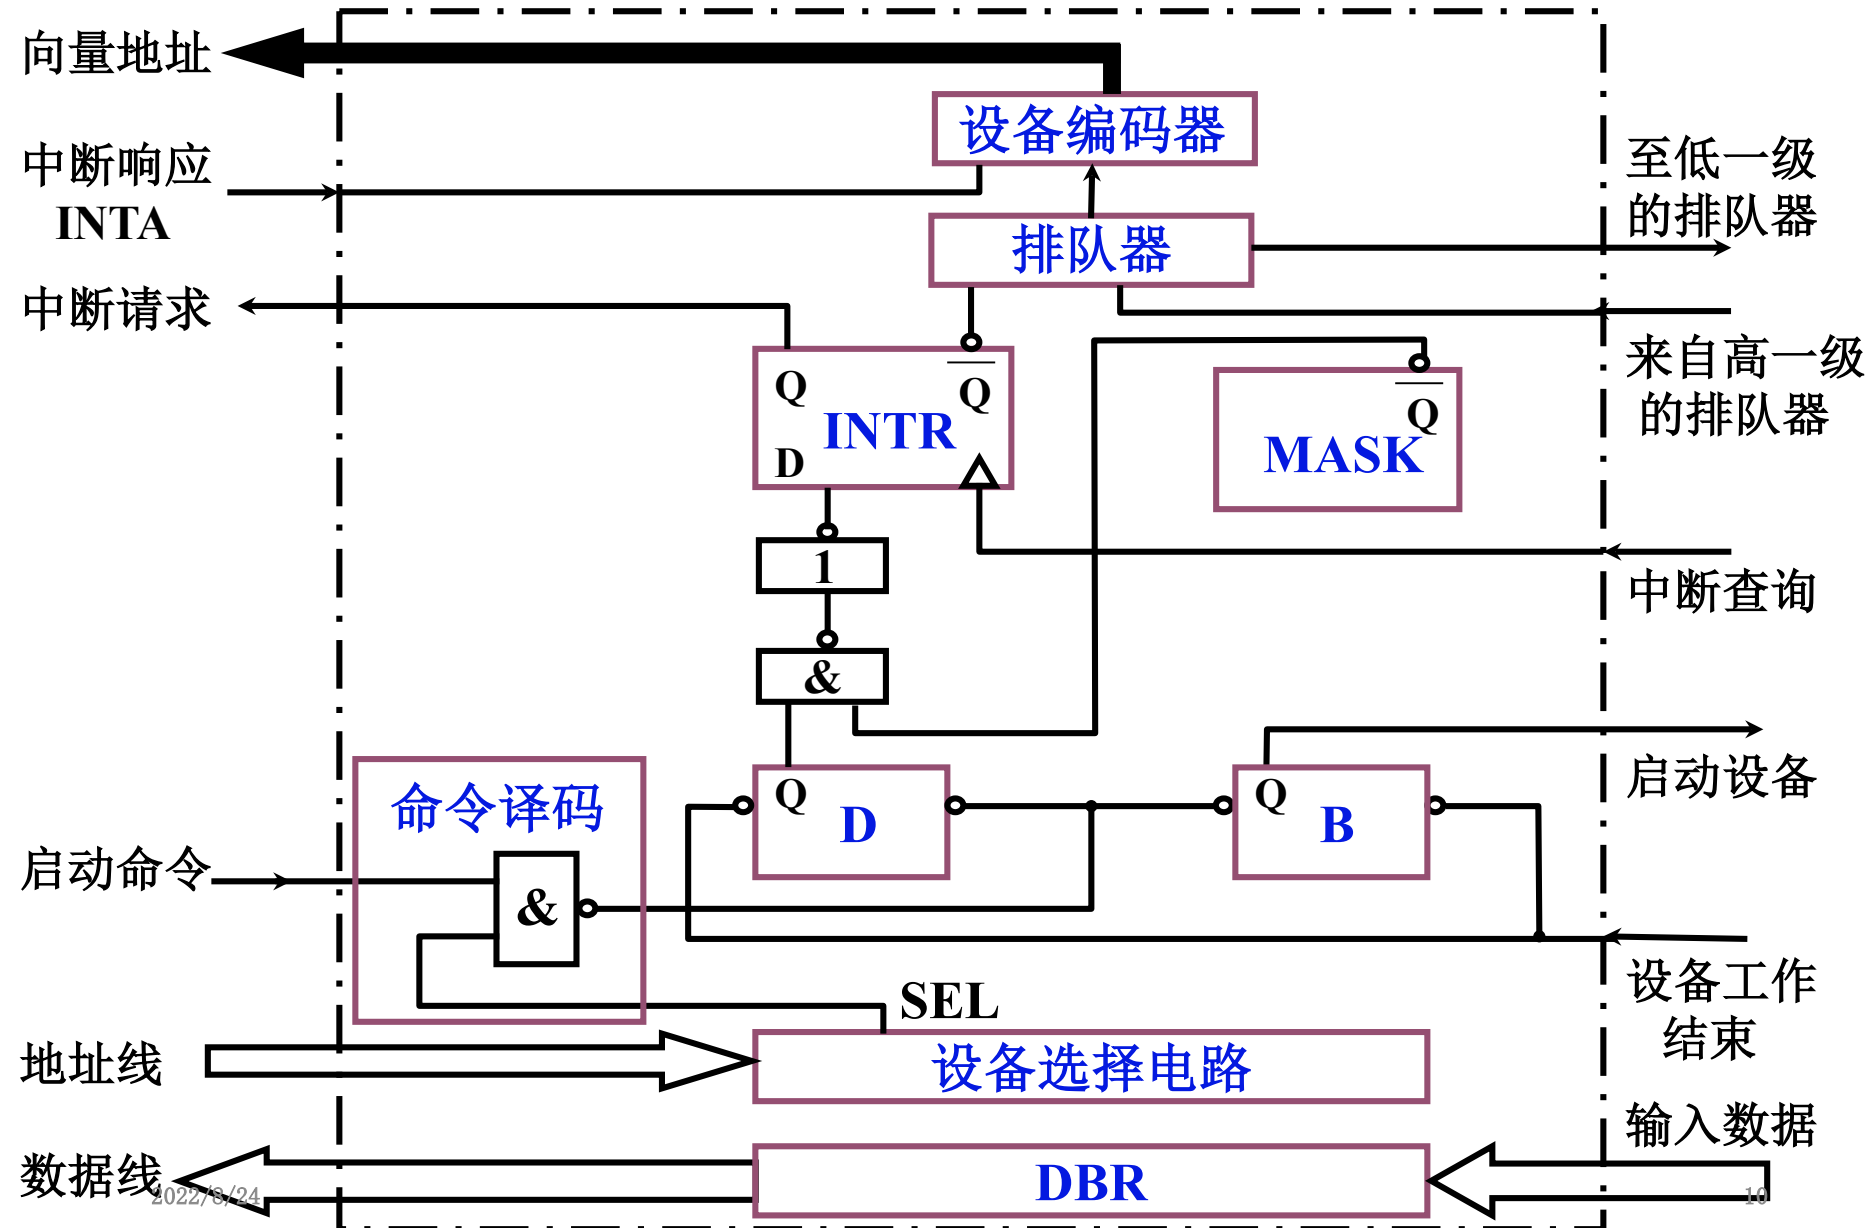 向量地址
设备编码器
中断响应
INTA
至低一级
的排队器
排队器
中断请求
来自高一级
的排队器
Q
Q
INTR
D
Q
MASK
1
中断查询
&
启动设备
命令译码
Q
D
Q
B
启动命令
&
设备工作
结束
SEL
地址线
设备选择电路
输入数据
数据线
DBR
2022/8/24
10